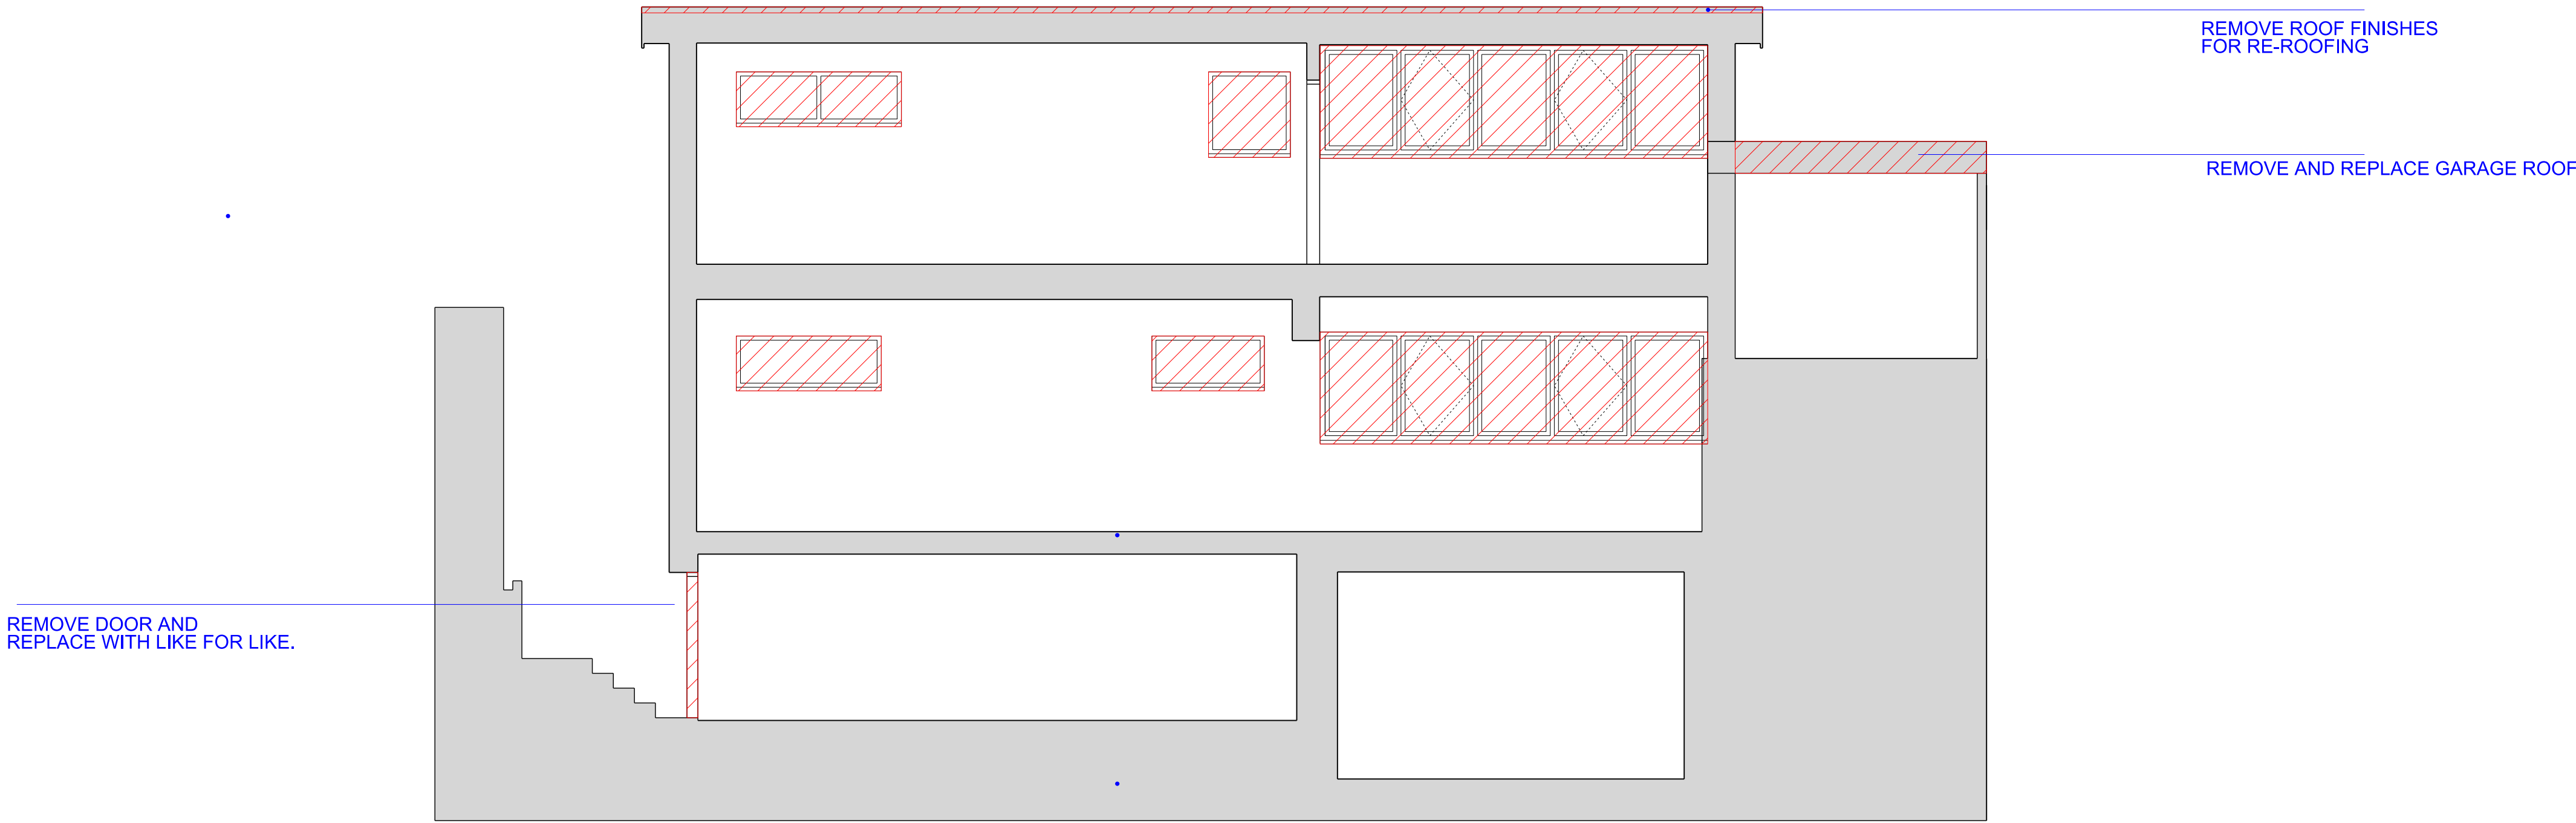 REMOVE ROOF FINISHES
FOR RE-ROOFING
REMOVE AND REPLACE GARAGE ROOF
REMOVE DOOR AND
REPLACE WITH LIKE FOR LIKE.